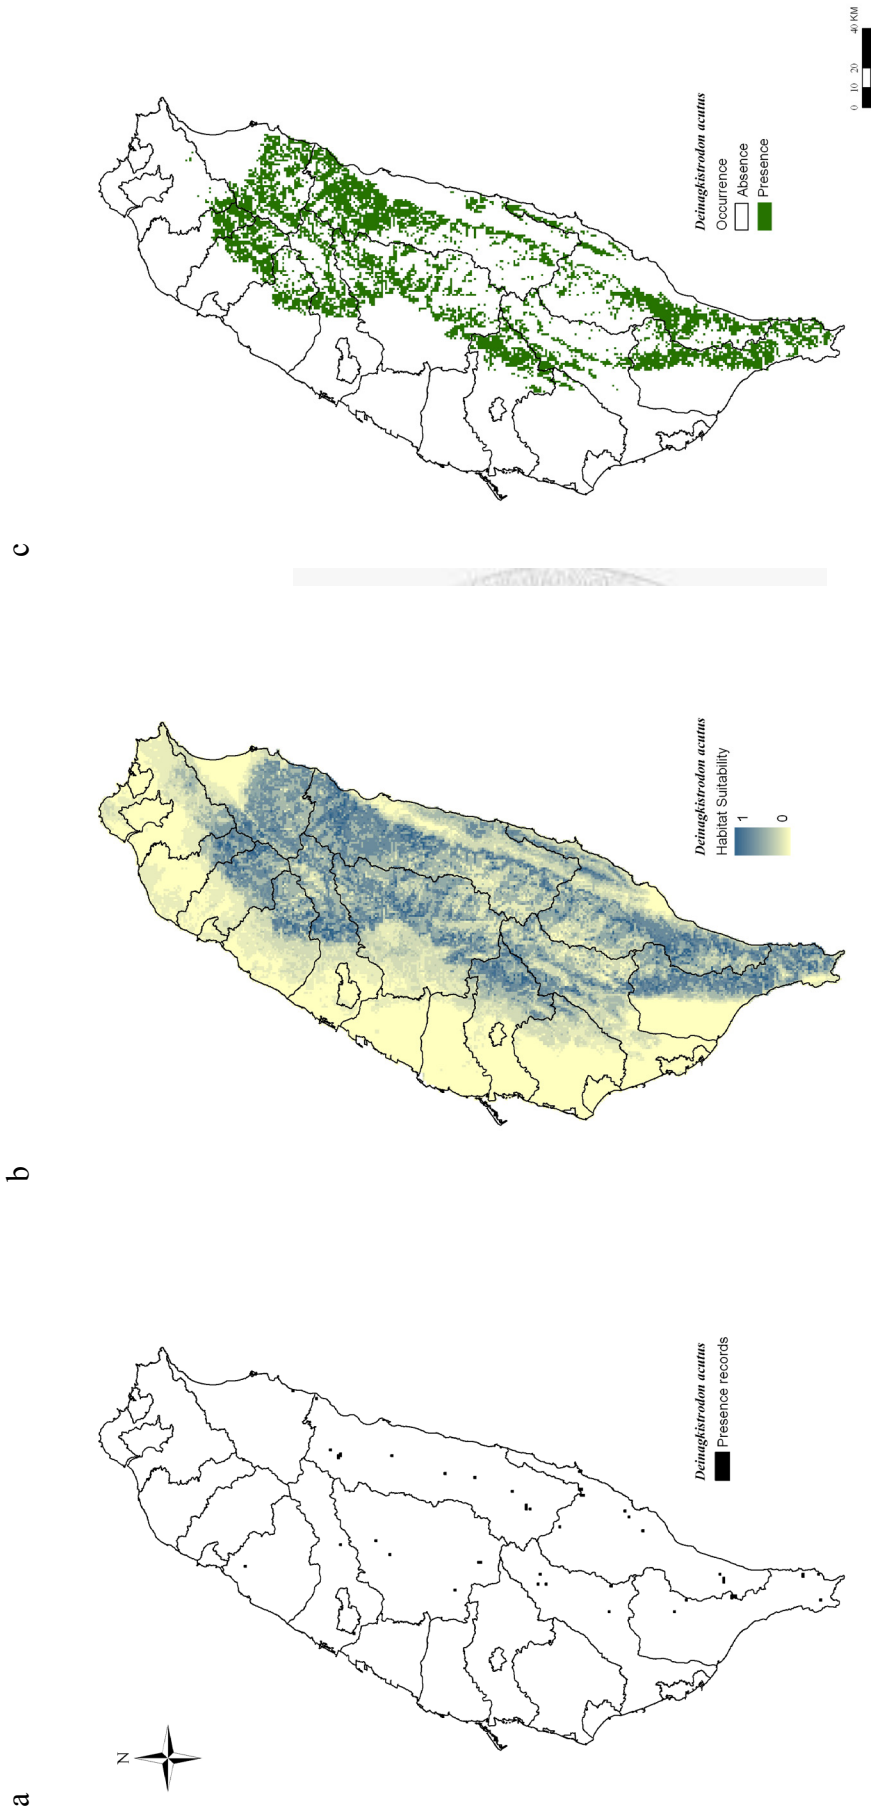 a
N
Deinagkistrodon acutus
Presence records
b
Deinagkistrodon acutus
Habitat Suitability
1
0
c
Deinagkistrodon acutus
Occurrence
Absence
Presence
0 10 20 40 KM